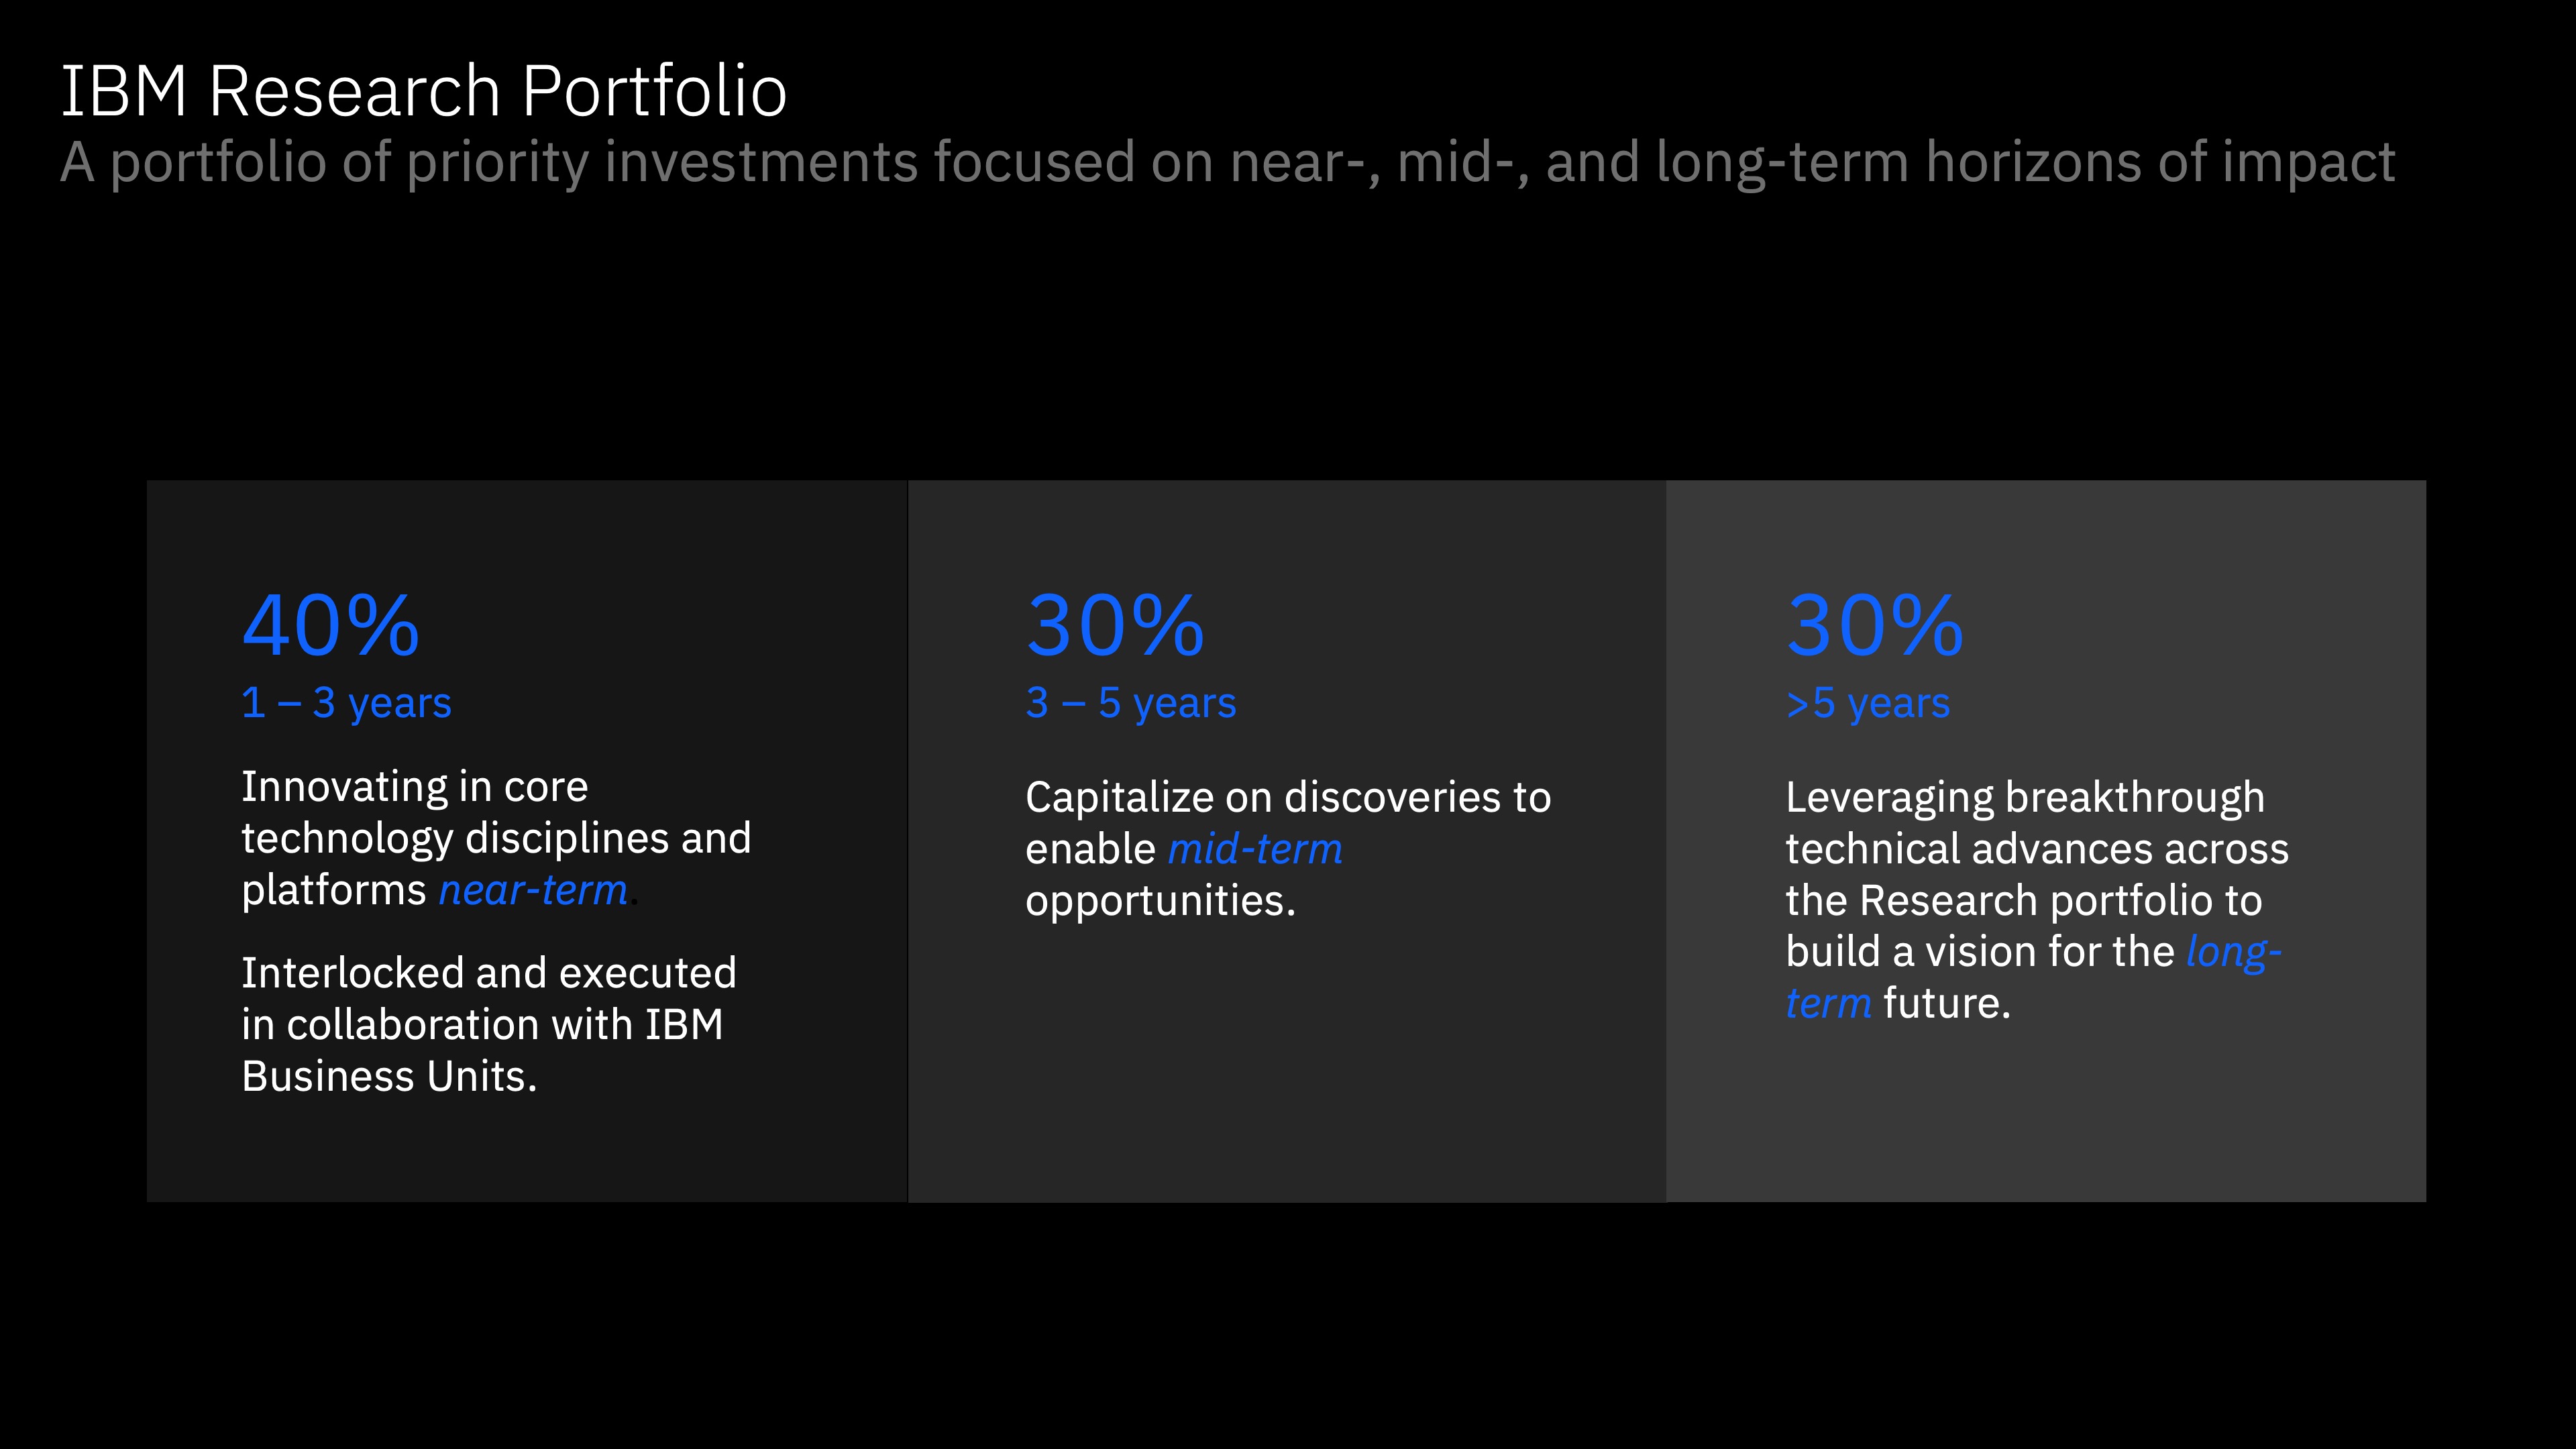 IBM Research Portfolio
A portfolio of priority investments focused on near-, mid-, and long-term horizons of impact
40%
1 – 3 years
Innovating in core
technology disciplines and
platforms near-term.
Interlocked and executed
in collaboration with IBM
Business Units.
30%
3 – 5 years
Capitalize on discoveries to
enable mid-term
opportunities.
30%
>5 years
Leveraging breakthrough
technical advances across
the Research portfolio to
build a vision for the long-
term future.